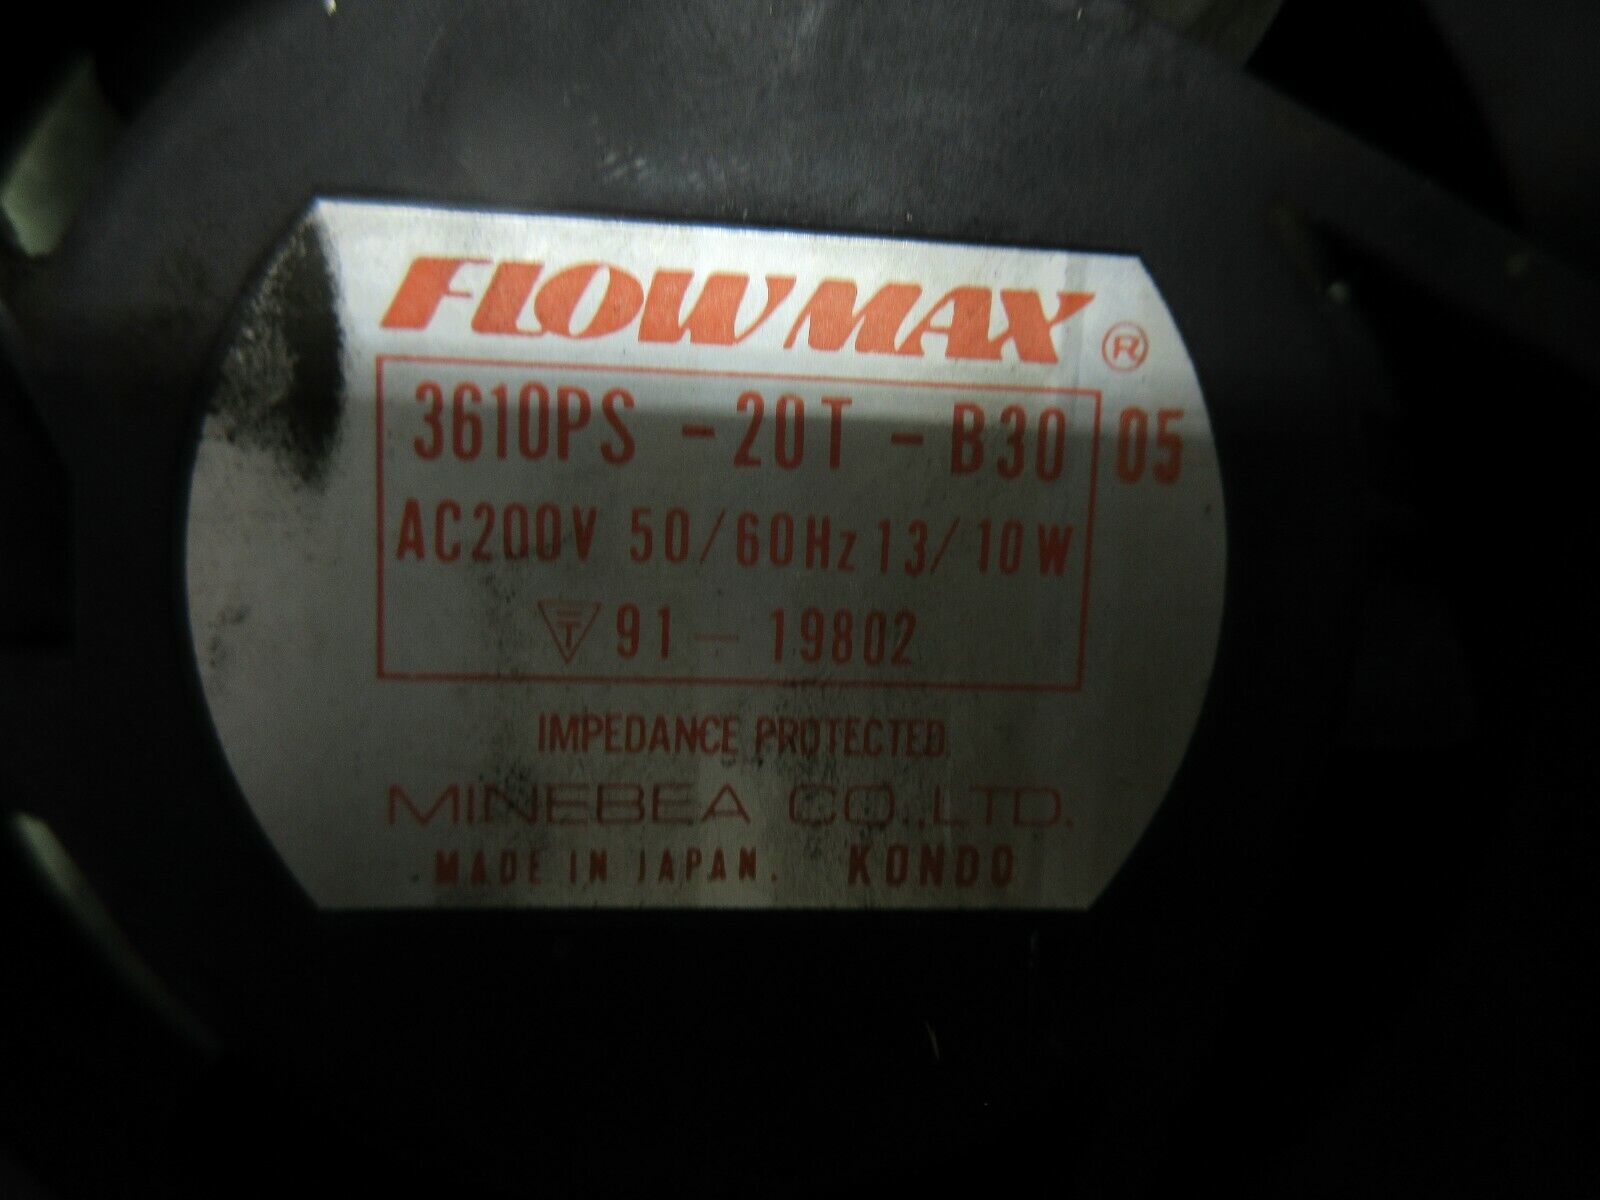 FLOWMAX ®
3610PS - 20T - B30 05
AC200V 50/60Hz 13/10W
T 91 — 19802
IMPEDANCE PROTECTED
MINEBEA CO.,LTD.
MADE IN JAPAN. KONDO